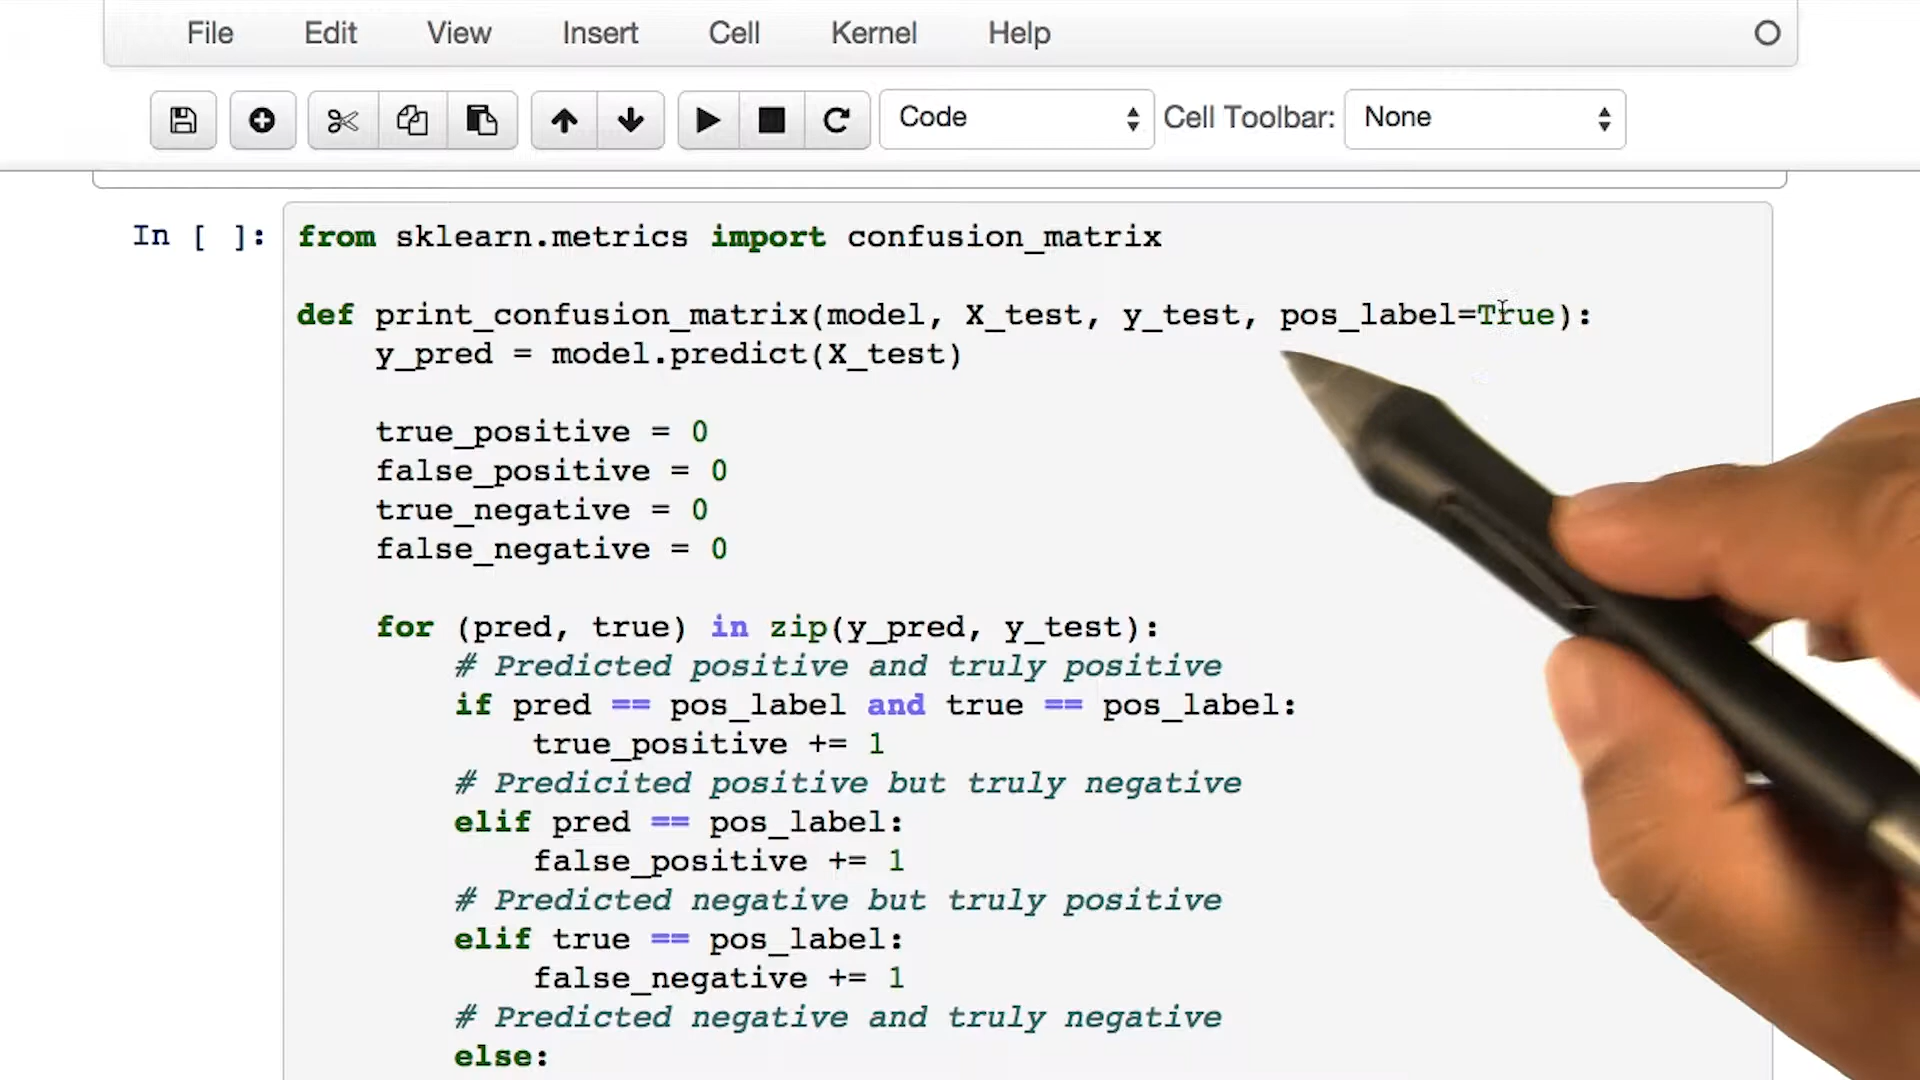 File Edit View Insert Cell Kernel Help
Code Cell Toolbar: None
In [ ]: from sklearn.metrics import confusion_matrix
def print_confusion_matrix(model, X_test, y_test, pos_label=True):
    y_pred = model.predict(X_test)
    true_positive = 0
    false_positive = 0
    true_negative = 0
    false_negative = 0
    for (pred, true) in zip(y_pred, y_test):
        # Predicted positive and truly positive
        if pred == pos_label and true == pos_label:
            true_positive += 1
        # Predicited positive but truly negative
        elif pred == pos_label:
            false_positive += 1
        # Predicted negative but truly positive
        elif true == pos_label:
            false_negative += 1
        # Predicted negative and truly negative
        else: